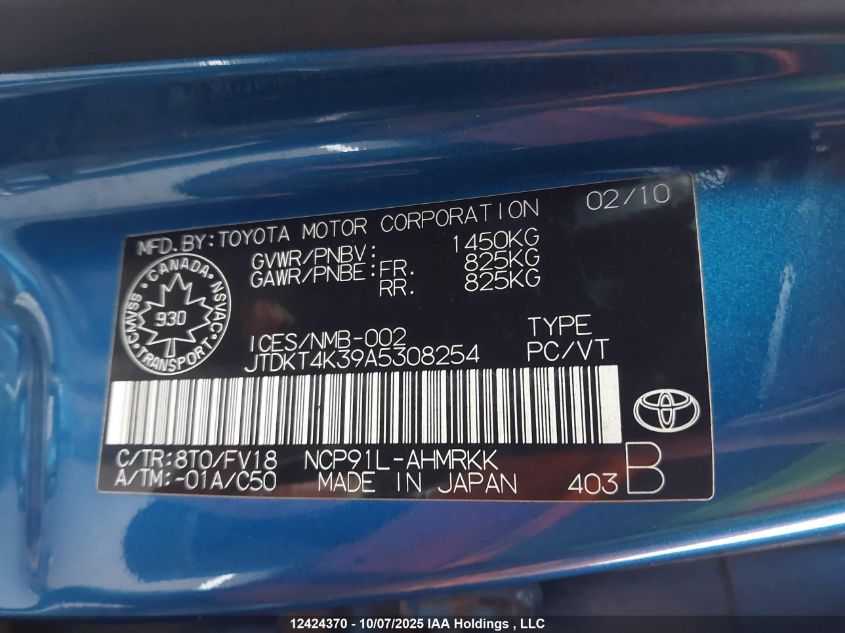 MFD.BY:TOYOTA MOTOR CORPORATION 02/10
GVWR/PNBV: 1450KG
GAWR/PNBE:FR. 825KG
RR. 825KG
CANADA
CMVSS 930 NSVAC
TRANSPORT
ICES/NMB-002 TYPE
JTDKT4K39A5308254 PC/VT
C/TR:8T0/FV18 NCP91L-AHMRKK
A/TM:-01A/C50 MADE IN JAPAN 403 B
12424370 - 10/07/2025 IAA Holdings , LLC